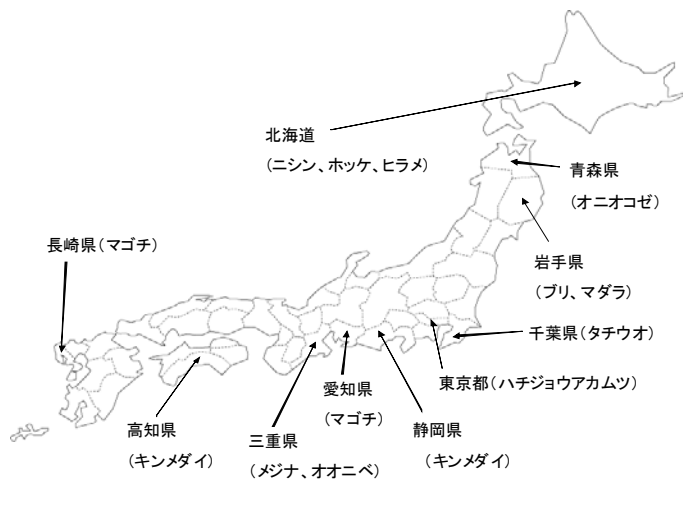 北海道
(ニシン、ホッケ、ヒラメ)
青森県
(オニオコゼ)
長崎県(マゴチ)
岩手県
(ブリ、マダラ)
千葉県(タチウオ)
東京都(ハチジョウアカムツ)
愛知県
(マゴチ)
静岡県
(キンメダイ)
高知県
(キンメダイ)
三重県
(メジナ、オオニベ)